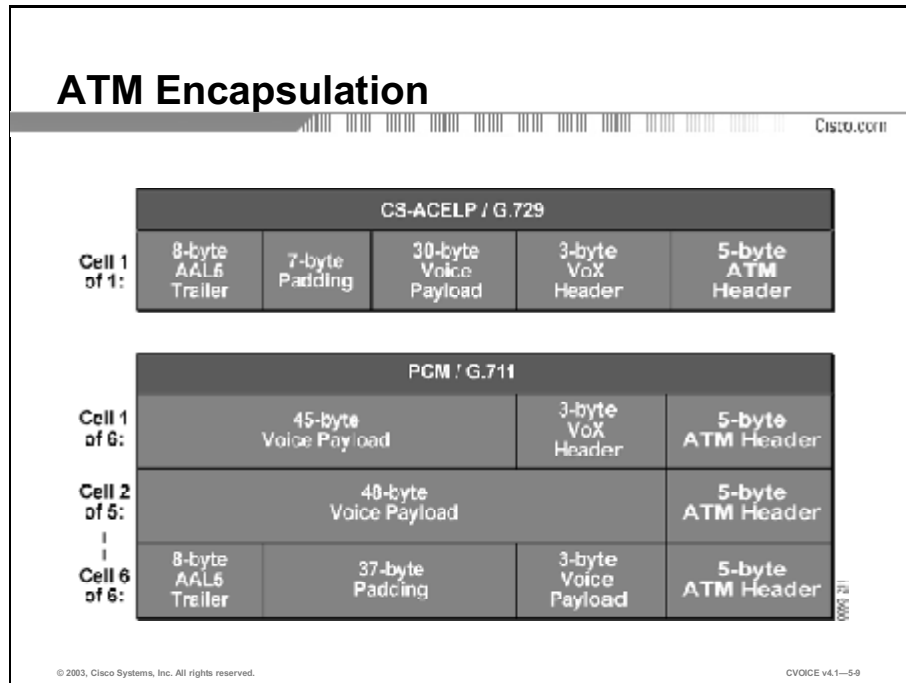 ATM Encapsulation
Cisco.com
CS-ACELP / G.729
Cell 1
of 1:
8-byte
AAL5
Trailer
7-byte
Padding
30-byte
Voice
Payload
3-byte
VoX
Header
5-byte
ATM
Header
PCM / G.711
Cell 1
of 6:
45-byte
Voice Payload
3-byte
VoX
Header
5-byte
ATM Header
Cell 2
of 5:
48-byte
Voice Payload
5-byte
ATM Header
Cell 6
of 6:
8-byte
AAL5
Trailer
37-byte
Padding
3-byte
Voice
Payload
5-byte
ATM Header
© 2003, Cisco Systems, Inc. All rights reserved.
CVOICE v4.1—5-9